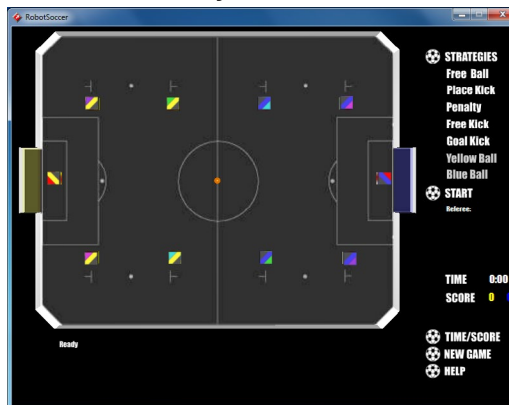 RobotSoccer
STRATEGIES
Free Ball
Place Kick
Penalty
Free Kick
Goal Kick
Yellow Ball
Blue Ball
START
Referee:
TIME 0:00
SCORE 0 0
TIME/SCORE
NEW GAME
HELP
Ready